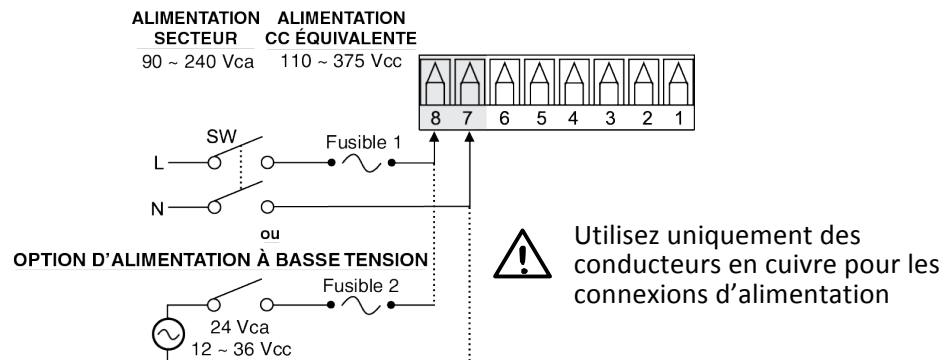 ALIMENTATION SECTEUR
90 ~ 240 Vca
ALIMENTATION CC ÉQUIVALENTE
110 ~ 375 Vcc
8 7 6 5 4 3 2 1
SW
Fusible 1
L
N
ou
OPTION D'ALIMENTATION À BASSE TENSION
Fusible 2
24 Vca
12 ~ 36 Vcc
Utilisez uniquement des
conducteurs en cuivre pour les
connexions d'alimentation